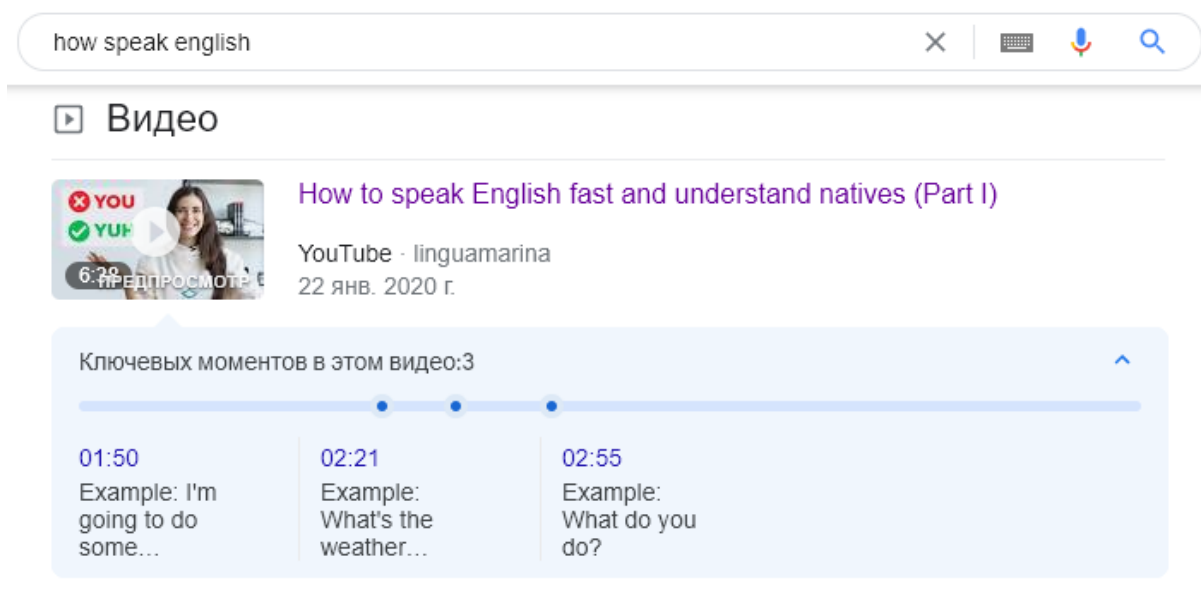 how speak english
Видео
YOU
YUH
6:38
ПРЕДПРОСМОТР
How to speak English fast and understand natives (Part I)
YouTube · linguamarina
22 янв. 2020 г.
Ключевых моментов в этом видео:3
01:50
Example: I'm
going to do
some...
02:21
Example:
What's the
weather...
02:55
Example:
What do you
do?